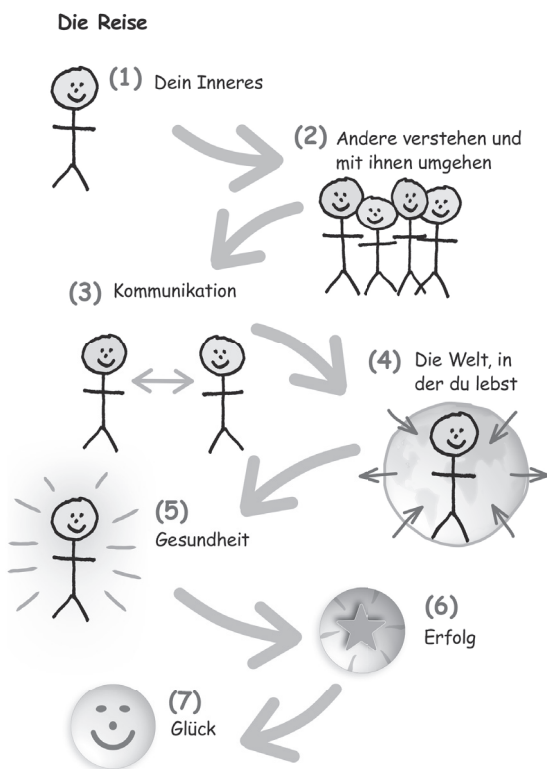 Die Reise
(1) Dein Inneres
(2) Andere verstehen und
mit ihnen umgehen
(3) Kommunikation
(4) Die Welt, in
der du lebst
(5)
Gesundheit
(6)
Erfolg
(7)
Glück